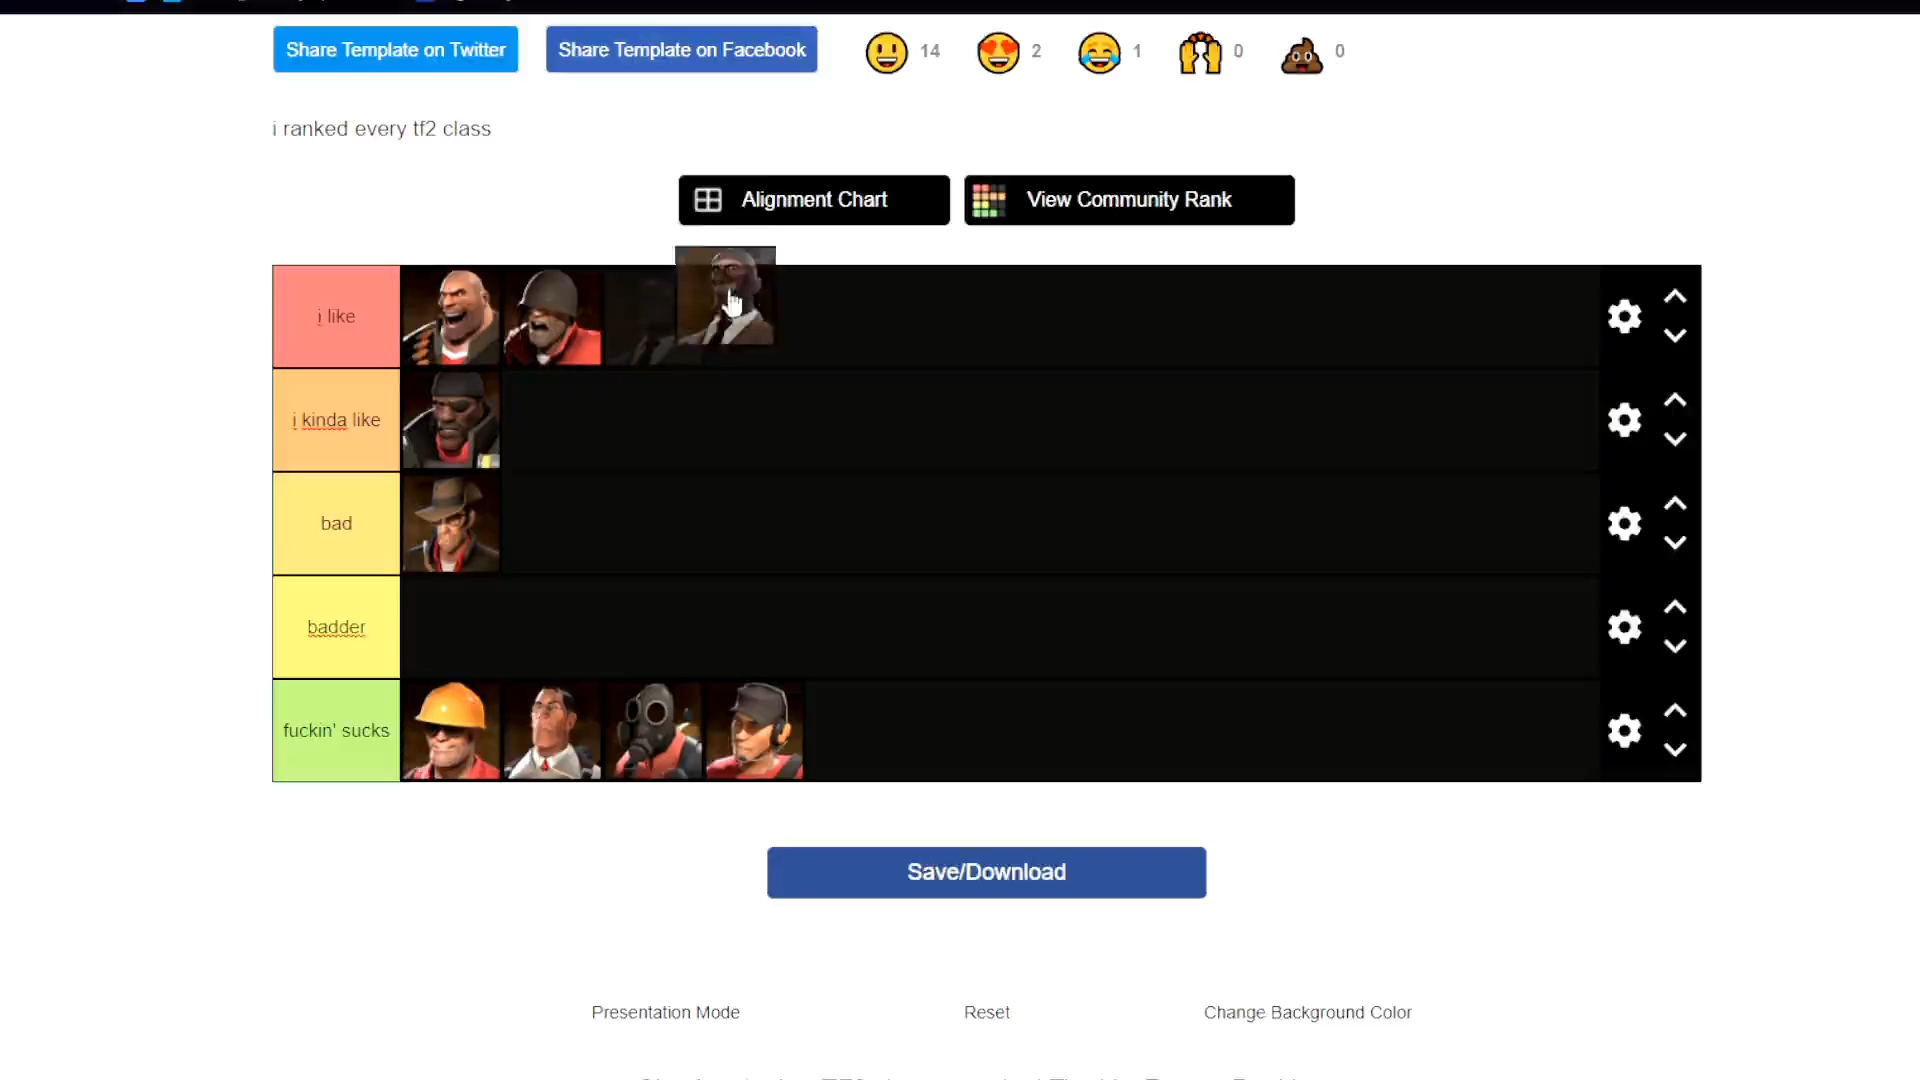 Share Template on Twitter
Share Template on Facebook
14
2
1
0
0
i ranked every tf2 class
Alignment Chart
View Community Rank
i like
i kinda like
bad
badder
fuckin' sucks
Save/Download
Presentation Mode
Reset
Change Background Color